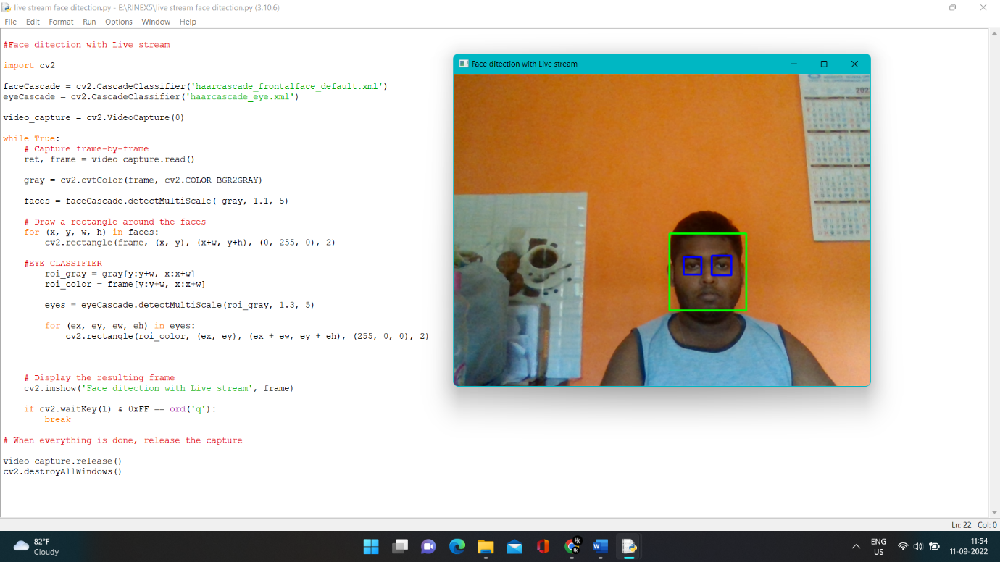 live stream face ditection.py - E:\RINEX5\live stream face ditection.py (3.10.6)
File Edit Format Run Options Window Help
#Face ditection with Live stream
import cv2
faceCascade = cv2.CascadeClassifier('haarcascade_frontalface_default.xml')
eyeCascade = cv2.CascadeClassifier('haarcascade_eye.xml')
video_capture = cv2.VideoCapture(0)
while True:
    # Capture frame-by-frame
    ret, frame = video_capture.read()
    gray = cv2.cvtColor(frame, cv2.COLOR_BGR2GRAY)
    faces = faceCascade.detectMultiScale( gray, 1.1, 5)
    # Draw a rectangle around the faces
    for (x, y, w, h) in faces:
        cv2.rectangle(frame, (x, y), (x+w, y+h), (0, 255, 0), 2)
    #EYE CLASSIFIER
        roi_gray = gray[y:y+w, x:x+w]
        roi_color = frame[y:y+w, x:x+w]
        eyes = eyeCascade.detectMultiScale(roi_gray, 1.3, 5)
        for (ex, ey, ew, eh) in eyes:
            cv2.rectangle(roi_color, (ex, ey), (ex + ew, ey + eh), (255, 0, 0), 2)
    # Display the resulting frame
    cv2.imshow('Face ditection with Live stream', frame)
    if cv2.waitKey(1) & 0xFF == ord('q'):
        break
# When everything is done, release the capture
video_capture.release()
cv2.destroyAllWindows()
Face ditection with Live stream
Ln: 22 Col: 0
82°F
Cloudy
ENG
US
11:54
11-09-2022